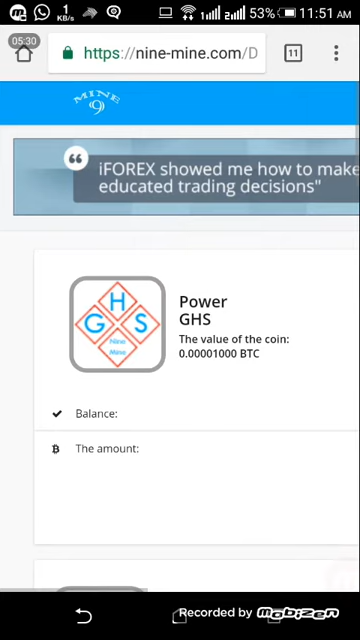 1
KB/s
53%
11:51 AM
05:30
https://nine-mine.com/D
11
MINE
9
iFOREX showed me how to make
educated trading decisions"
H
G S
Nine
Mine
Power
GHS
The value of the coin:
0.00001000 BTC
Balance:
The amount:
Recorded by Mobizen